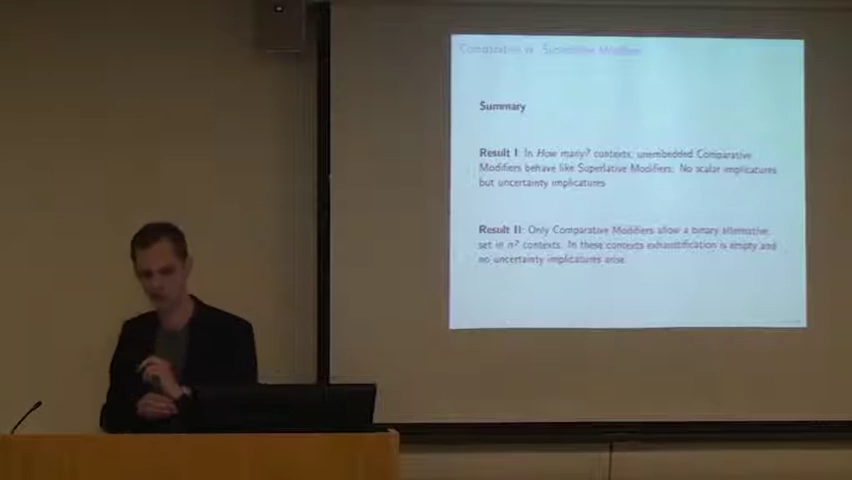 Comparative vs. Superlative Modifiers
Summary
Result I: In How many? contexts, unembedded Comparative
Modifiers behave like Superlative Modifiers. No scalar implicatures
but uncertainty implicatures
Result II: Only Comparative Modifiers allow a binary alternative
set in n? contexts. In these contexts exhaustification is empty and
no uncertainty implicatures arise.